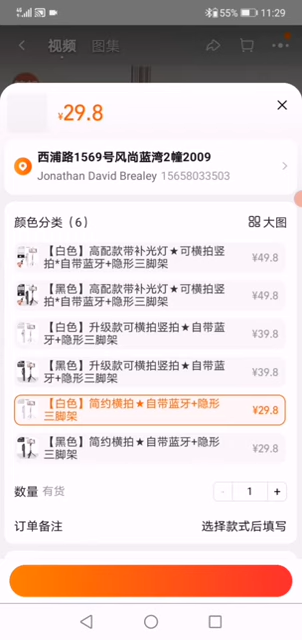 55% 11:29
视频 图集
¥29.8
西浦路1569号风尚蓝湾2幢2009
Jonathan David Brealey 15658033503
颜色分类（6） 大图
【白色】高配款带补光灯★可横拍竖
拍*自带蓝牙+隐形三脚架
¥49.8
【黑色】高配款带补光灯★可横拍竖
拍*自带蓝牙+隐形三脚架
¥49.8
【白色】升级款可横拍竖拍★自带蓝
牙+隐形三脚架
¥39.8
【黑色】升级款可横拍竖拍★自带蓝
牙+隐形三脚架
¥39.8
【白色】简约横拍★自带蓝牙+隐形
三脚架
¥29.8
【黑色】简约横拍★自带蓝牙+隐形
三脚架
¥29.8
数量 有货 - 1 +
订单备注 选择款式后填写